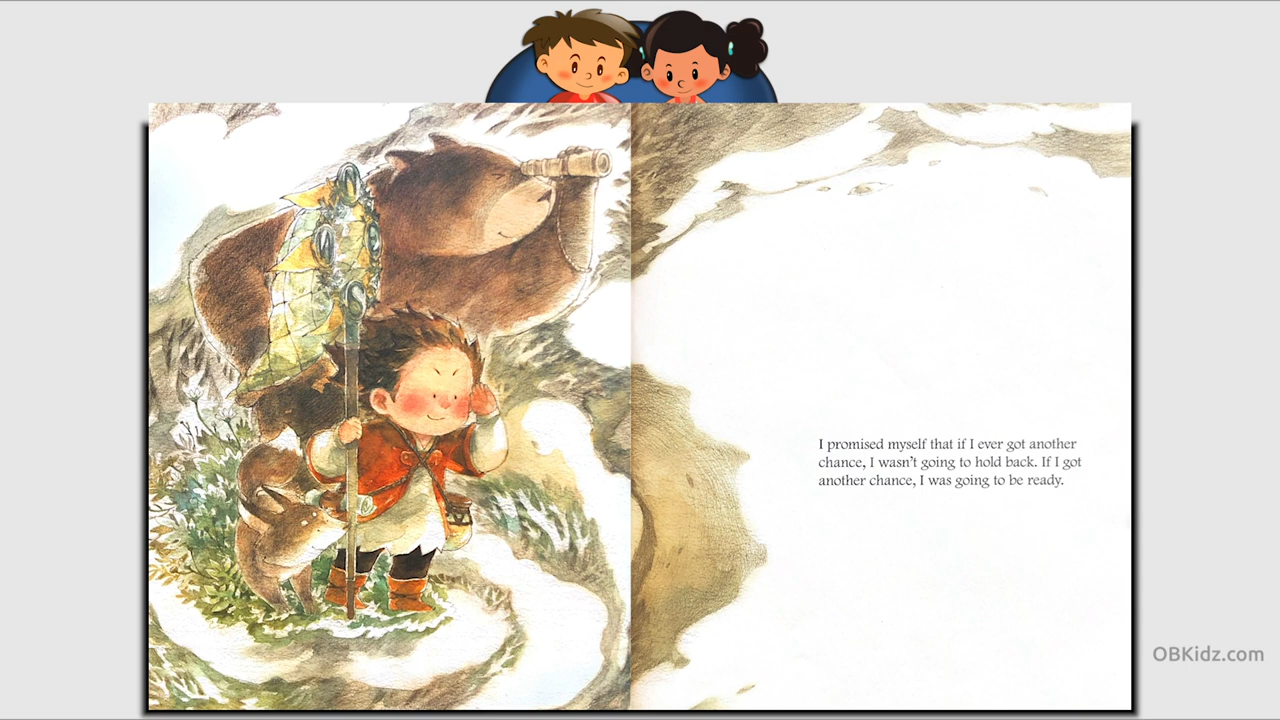 I promised myself that if I ever got another
chance, I wasn't going to hold back. If I got
another chance, I was going to be ready.
OBKidz.com